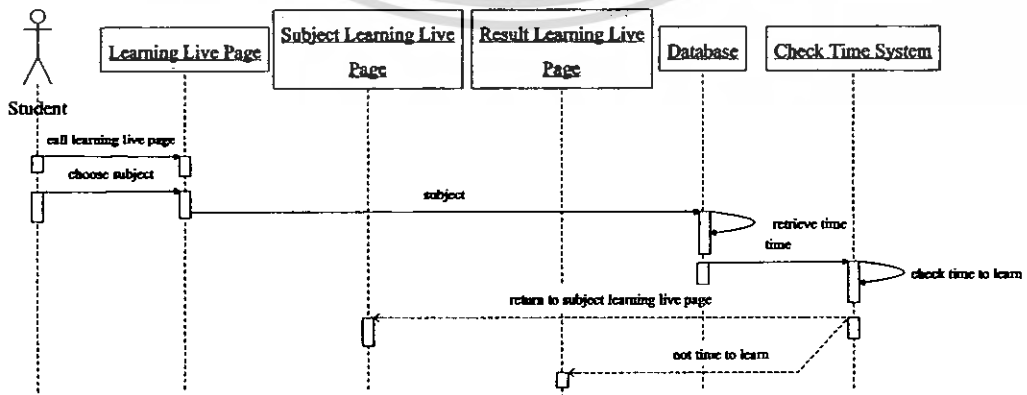 Learning Live Page
Subject Learning Live
Page
Result Learning Live
Page
Database
Check Time System
Student
call learning live page
choose subject
subject
retrieve time
time
check time to learn
return to subject learning live page
not time to learn